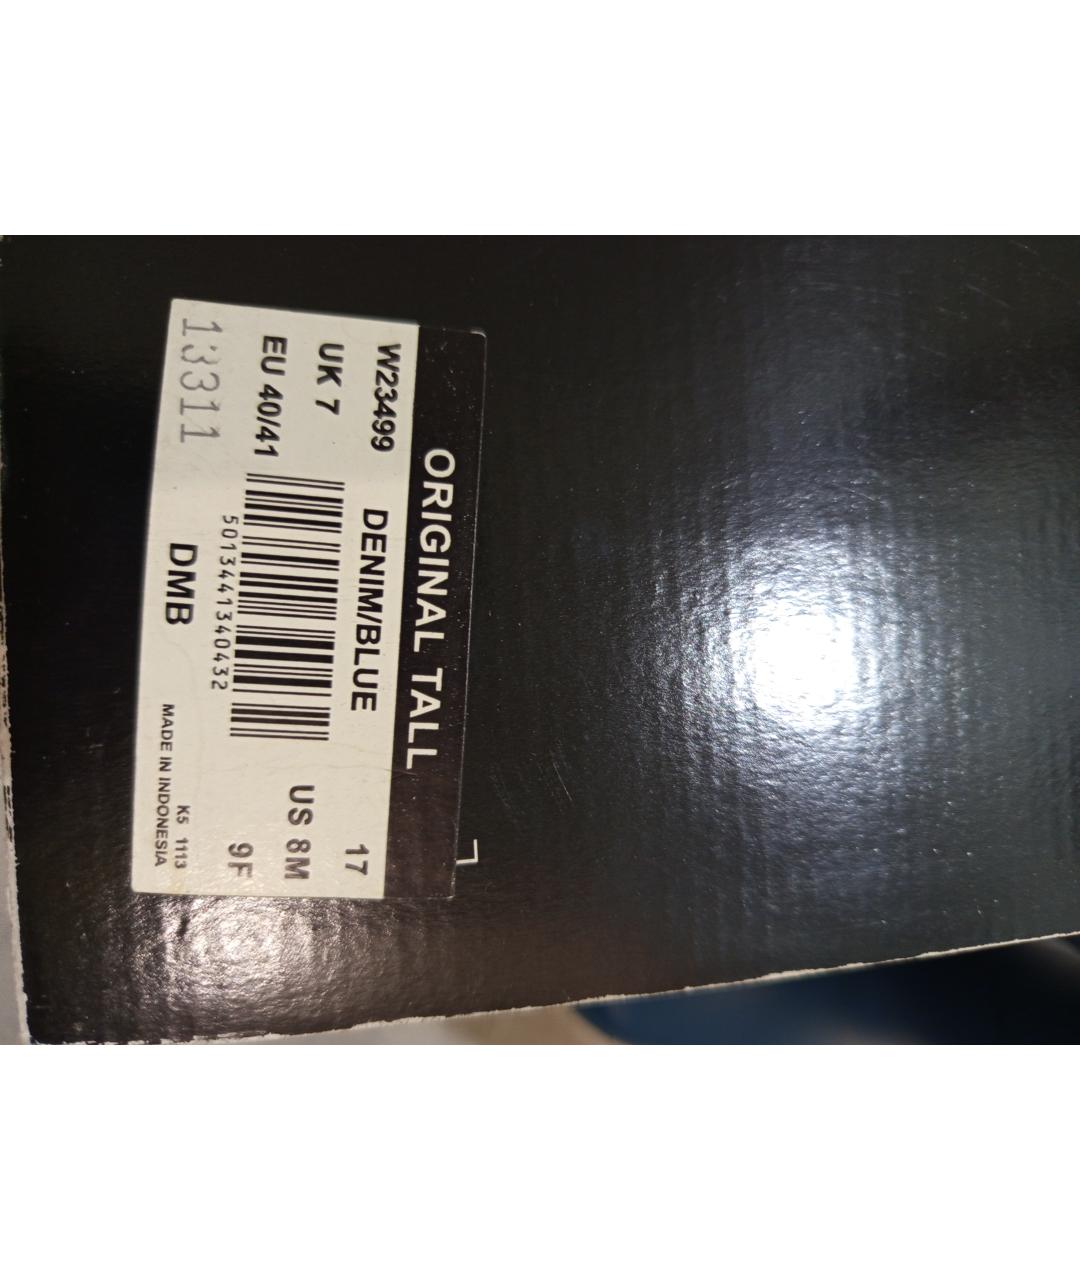 ORIGINAL TALL
W23499 DENIM/BLUE 17
UK 7 US 8M
EU 40/41 9F
5013441340432
13311 DMB K5 1113
MADE IN INDONESIA